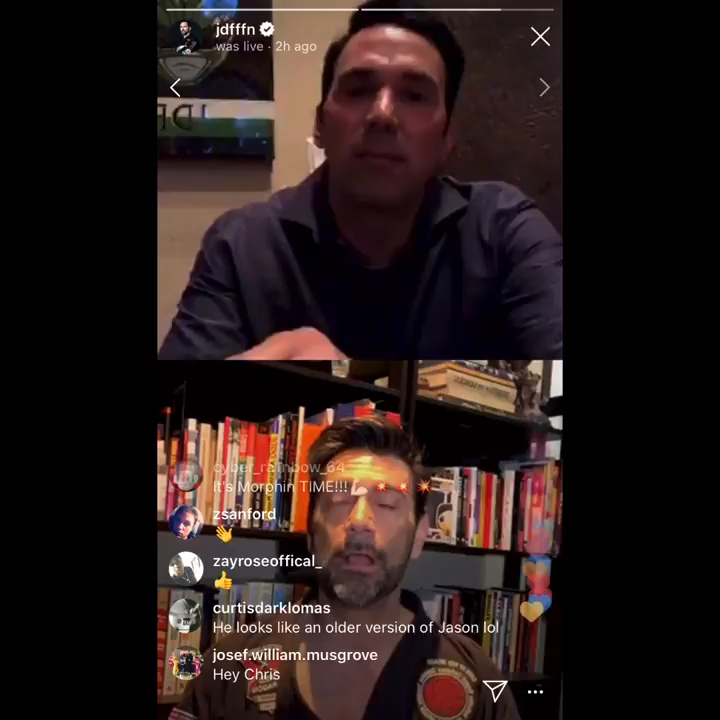 jdfffn
was live · 2h ago
cyber_rainbow_64
It's Morphin TIME!!! 💪💥💥💥
zsanford
👋
zayroseoffical_
👍
curtisdarklomas
He looks like an older version of Jason lol
josef.william.musgrove
Hey Chris